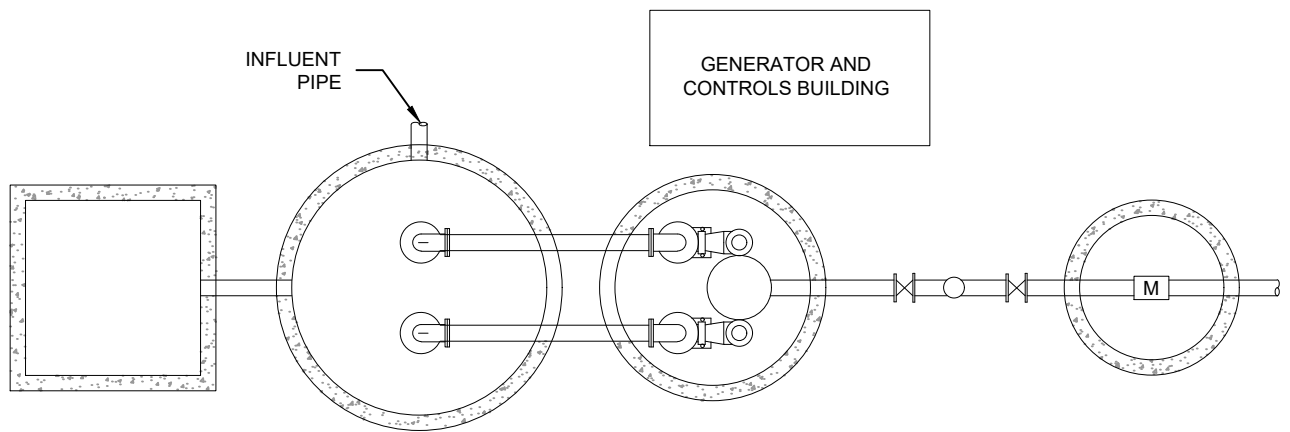 INFLUENT
PIPE
GENERATOR AND
CONTROLS BUILDING
M